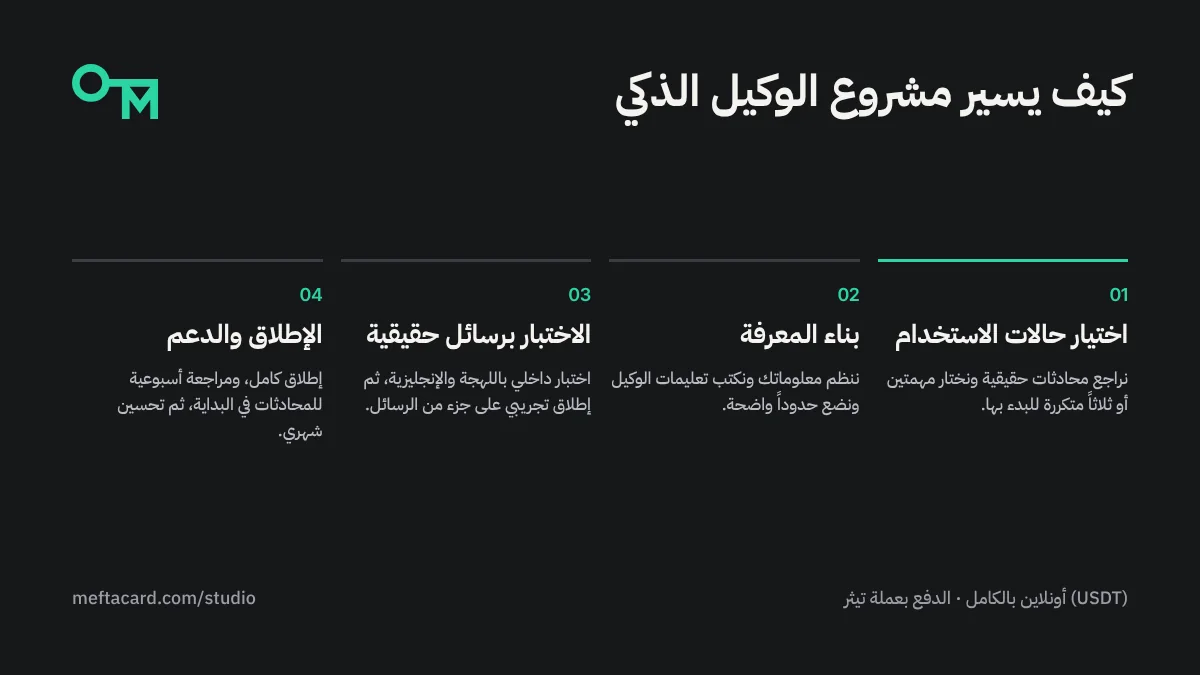 كيف يسير مشروع الوكيل الذكي
01
اختيار حالات الاستخدام
نراجع محادثات حقيقية ونختار مهمتين
أو ثلاثاً متكررة للبدء بها.
02
بناء المعرفة
ننظم معلوماتك ونكتب تعليمات الوكيل
ونضع حدوداً واضحة.
03
الاختبار برسائل حقيقية
اختبار داخلي باللهجة والإنجليزية، ثم
إطلاق تجريبي على جزء من الرسائل.
04
الإطلاق والدعم
إطلاق كامل، ومراجعة أسبوعية
للمحادثات في البداية، ثم تحسين
شهري.
(USDT) أونلاين بالكامل · الدفع بعملة تيثر
meftacard.com/studio